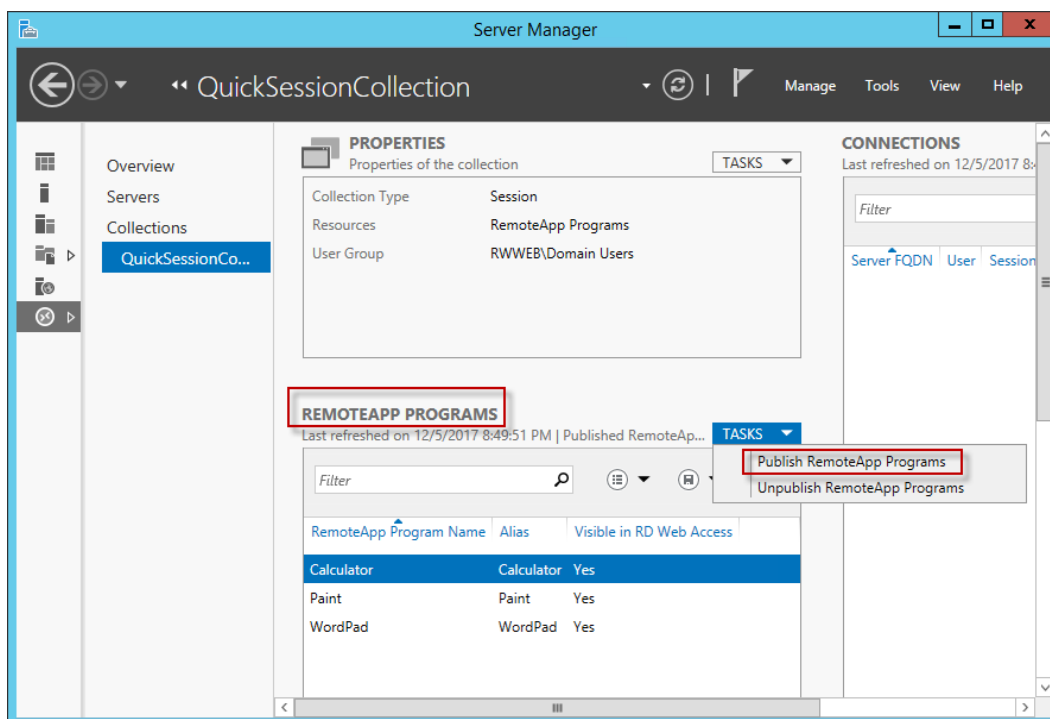 Server Manager
QuickSessionCollection
Manage Tools View Help
Overview
Servers
Collections
QuickSessionCo...
PROPERTIES
Properties of the collection
TASKS
Collection Type Session
Resources RemoteApp Programs
User Group RWWEB\Domain Users
REMOTEAPP PROGRAMS
Last refreshed on 12/5/2017 8:49:51 PM | Published RemoteAp...
TASKS
Publish RemoteApp Programs
Unpublish RemoteApp Programs
Filter
RemoteApp Program Name Alias Visible in RD Web Access
Calculator Calculator Yes
Paint Paint Yes
WordPad WordPad Yes
CONNECTIONS
Last refreshed on 12/5/2017 8:
Filter
Server FQDN User Session